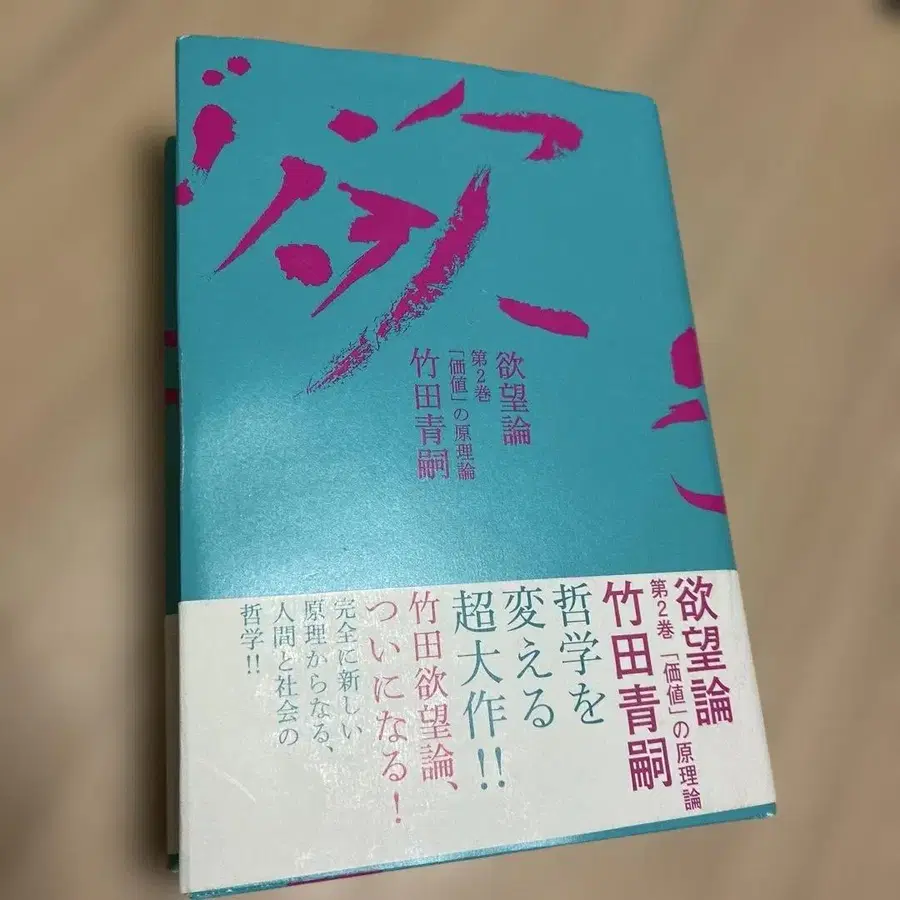 欲
欲望論
第2巻
「価値」の原理論
竹田青嗣
欲望論
第2巻「価値」の原理論
竹田青嗣
哲学を
変える
超大作!!
竹田欲望論、
ついになる！
完全に新しい
原理からなる、
人間と社会の
哲学!!